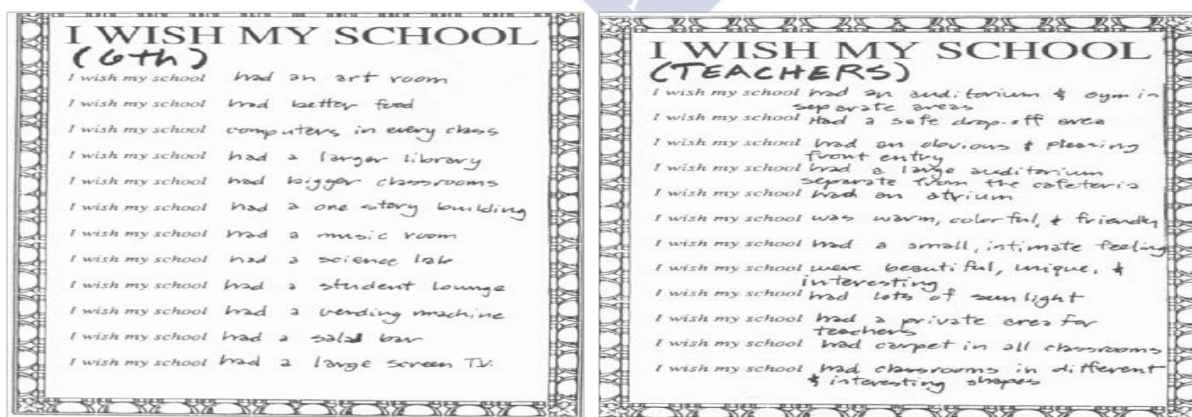 I WISH MY SCHOOL
(6th)
I wish my school had an art room
I wish my school had better food
I wish my school computers in every class
I wish my school had a larger library
I wish my school had bigger classrooms
I wish my school had a one story building
I wish my school had a music room
I wish my school had a science lab
I wish my school had a student lounge
I wish my school had a vending machine
I wish my school had a salad bar
I wish my school had a large screen TV.
I WISH MY SCHOOL
(TEACHERS)
I wish my school had an auditorium & gym in
separate areas
I wish my school Had a safe drop-off area
I wish my school had an obvious & pleasing
front entry
I wish my school had a large auditorium
separate from the cafeteria
I wish my school had an atrium
I wish my school was warm, colorful, & friendly
I wish my school had a small, intimate feeling
I wish my school were beautiful, unique, &
interesting
I wish my school had lots of sunlight
I wish my school had a private area for
teachers
I wish my school had carpet in all classrooms
I wish my school had classrooms in different
& interesting shapes